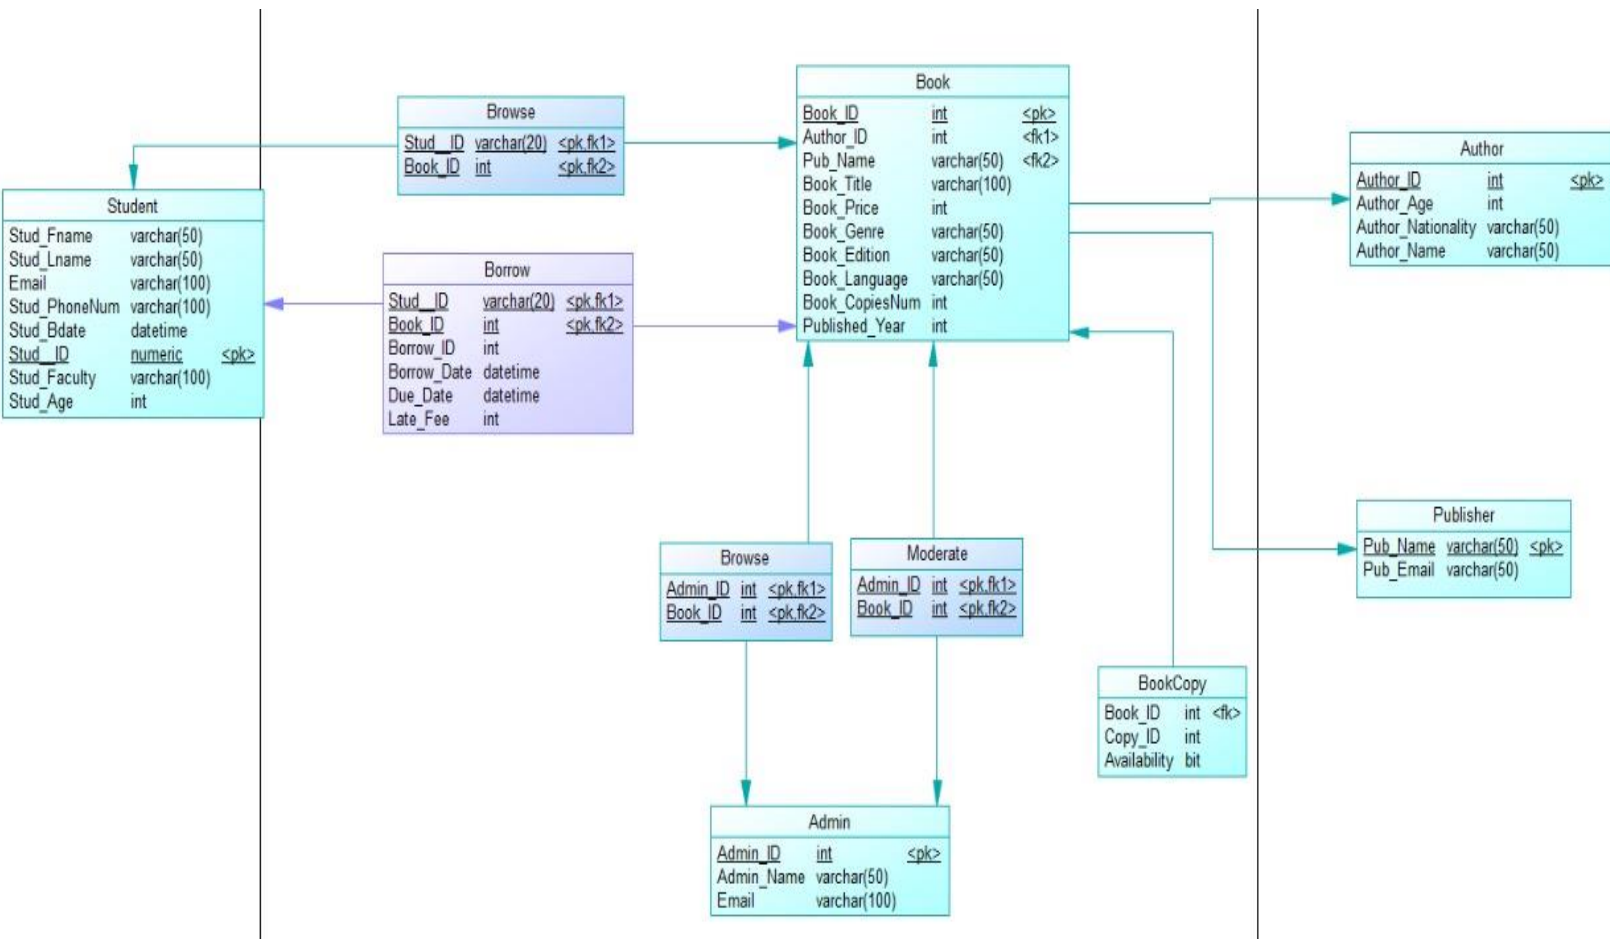 Book
Book_ID int <pk>
Author_ID int <fk1>
Pub_Name varchar(50) <fk2>
Book_Title varchar(100)
Book_Price int
Book_Genre varchar(50)
Book_Edition varchar(50)
Book_Language varchar(50)
Book_CopiesNum int
Published_Year int
Browse
Stud__ID varchar(20) <pk,fk1>
Book_ID int <pk,fk2>
Author
Author_ID int <pk>
Author_Age int
Author_Nationality varchar(50)
Author_Name varchar(50)
Student
Stud_Fname varchar(50)
Stud_Lname varchar(50)
Email varchar(100)
Stud_PhoneNum varchar(100)
Stud_Bdate datetime
Stud__ID numeric <pk>
Stud_Faculty varchar(100)
Stud_Age int
Borrow
Stud__ID varchar(20) <pk,fk1>
Book_ID int <pk,fk2>
Borrow_ID int
Borrow_Date datetime
Due_Date datetime
Late_Fee int
Publisher
Pub_Name varchar(50) <pk>
Pub_Email varchar(50)
Browse
Admin_ID int <pk,fk1>
Book_ID int <pk,fk2>
Moderate
Admin_ID int <pk,fk1>
Book_ID int <pk,fk2>
BookCopy
Book_ID int <fk>
Copy_ID int
Availability bit
Admin
Admin_ID int <pk>
Admin_Name varchar(50)
Email varchar(100)